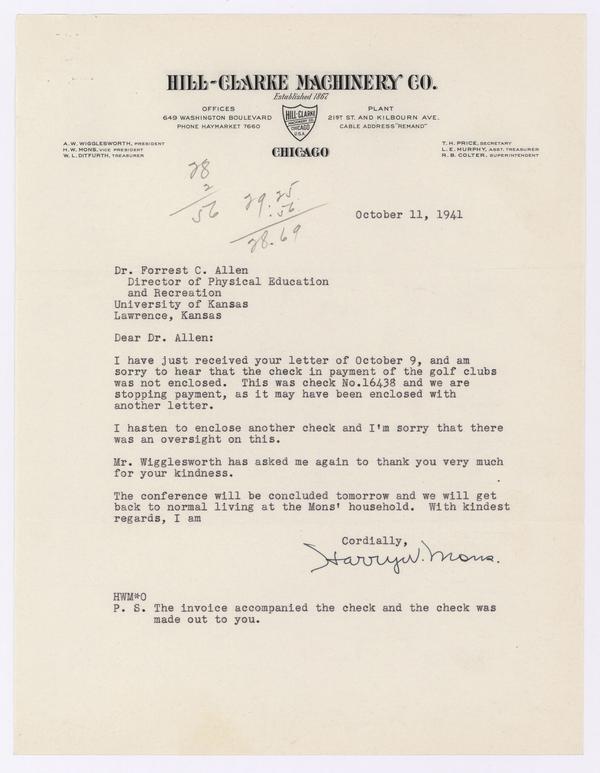 HILL-CLARKE MACHINERY CO.
Established 1867
OFFICES
649 WASHINGTON BOULEVARD
PHONE HAYMARKET 7660
HILL-CLARKE
MACHINERY CO.
CHICAGO
U.S.A.
PLANT
21ST ST. AND KILBOURN AVE.
CABLE ADDRESS "REMAND"
A. W. WIGGLESWORTH, PRESIDENT
H. W. MONS, VICE PRESIDENT
W. L. DITFURTH, TREASURER
CHICAGO
T. H. PRICE, SECRETARY
L. E. MURPHY, ASST. TREASURER
R. B. COLTER, SUPERINTENDENT
28
2
56
29.25
.56
28.69
October 11, 1941
Dr. Forrest C. Allen
Director of Physical Education
and Recreation
University of Kansas
Lawrence, Kansas
Dear Dr. Allen:
I have just received your letter of October 9, and am
sorry to hear that the check in payment of the golf clubs
was not enclosed. This was check No.16438 and we are
stopping payment, as it may have been enclosed with
another letter.
I hasten to enclose another check and I'm sorry that there
was an oversight on this.
Mr. Wigglesworth has asked me again to thank you very much
for your kindness.
The conference will be concluded tomorrow and we will get
back to normal living at the Mons' household. With kindest
regards, I am
Cordially,
Harry W. Mons.
HWM*O
P. S. The invoice accompanied the check and the check was
made out to you.